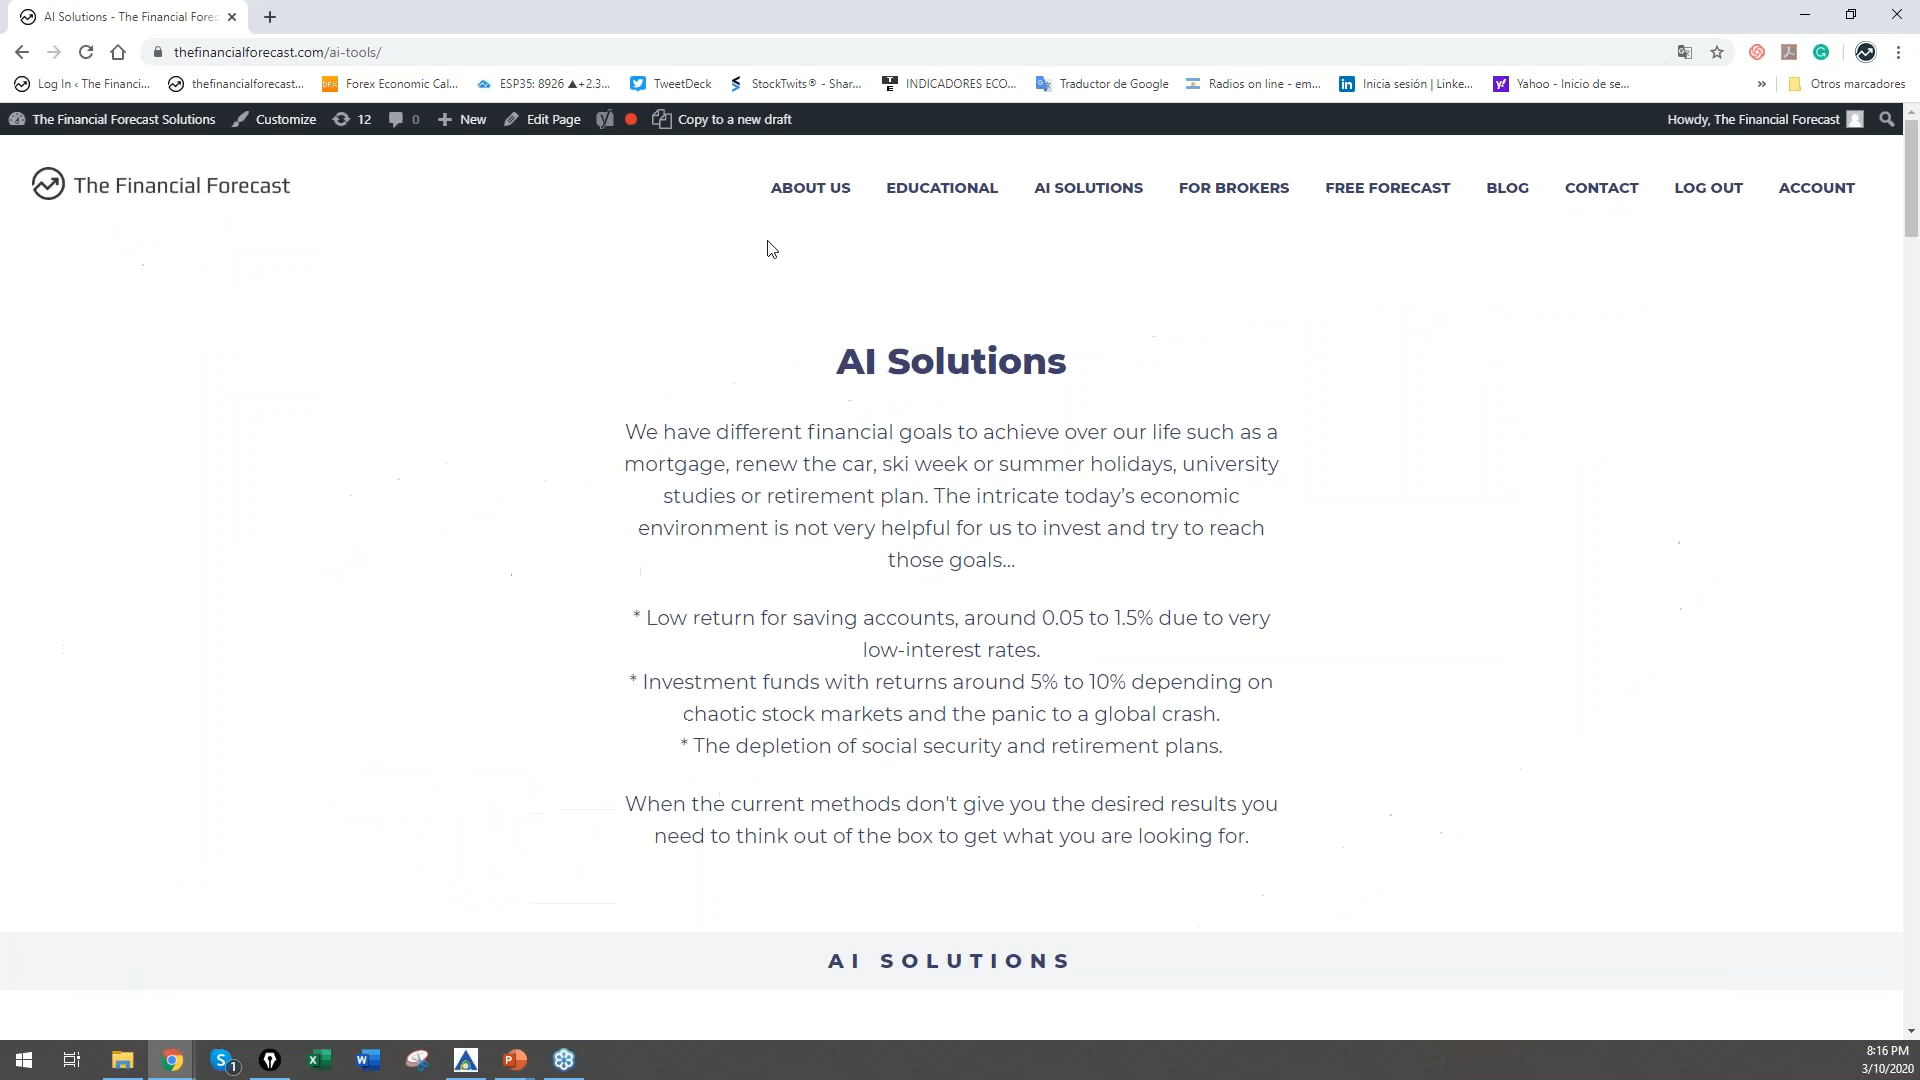 AI Solutions - The Financial Forec
thefinancialforecast.com/ai-tools/
Log In ‹ The Financi... thefinancialforecast... Forex Economic Cal... ESP35: 8926 ▲+2.3... TweetDeck StockTwits® - Shar... INDICADORES ECO... Traductor de Google Radios on line - em... Inicia sesión | Linke... Yahoo - Inicio de se... » Otros marcadores
The Financial Forecast Solutions Customize 12 0 New Edit Page Copy to a new draft Howdy, The Financial Forecast
The Financial Forecast
ABOUT US EDUCATIONAL AI SOLUTIONS FOR BROKERS FREE FORECAST BLOG CONTACT LOG OUT ACCOUNT
AI Solutions
We have different financial goals to achieve over our life such as a
mortgage, renew the car, ski week or summer holidays, university
studies or retirement plan. The intricate today’s economic
environment is not very helpful for us to invest and try to reach
those goals...
* Low return for saving accounts, around 0.05 to 1.5% due to very
low-interest rates.
* Investment funds with returns around 5% to 10% depending on
chaotic stock markets and the panic to a global crash.
* The depletion of social security and retirement plans.
When the current methods don't give you the desired results you
need to think out of the box to get what you are looking for.
AI SOLUTIONS
8:16 PM
3/10/2020